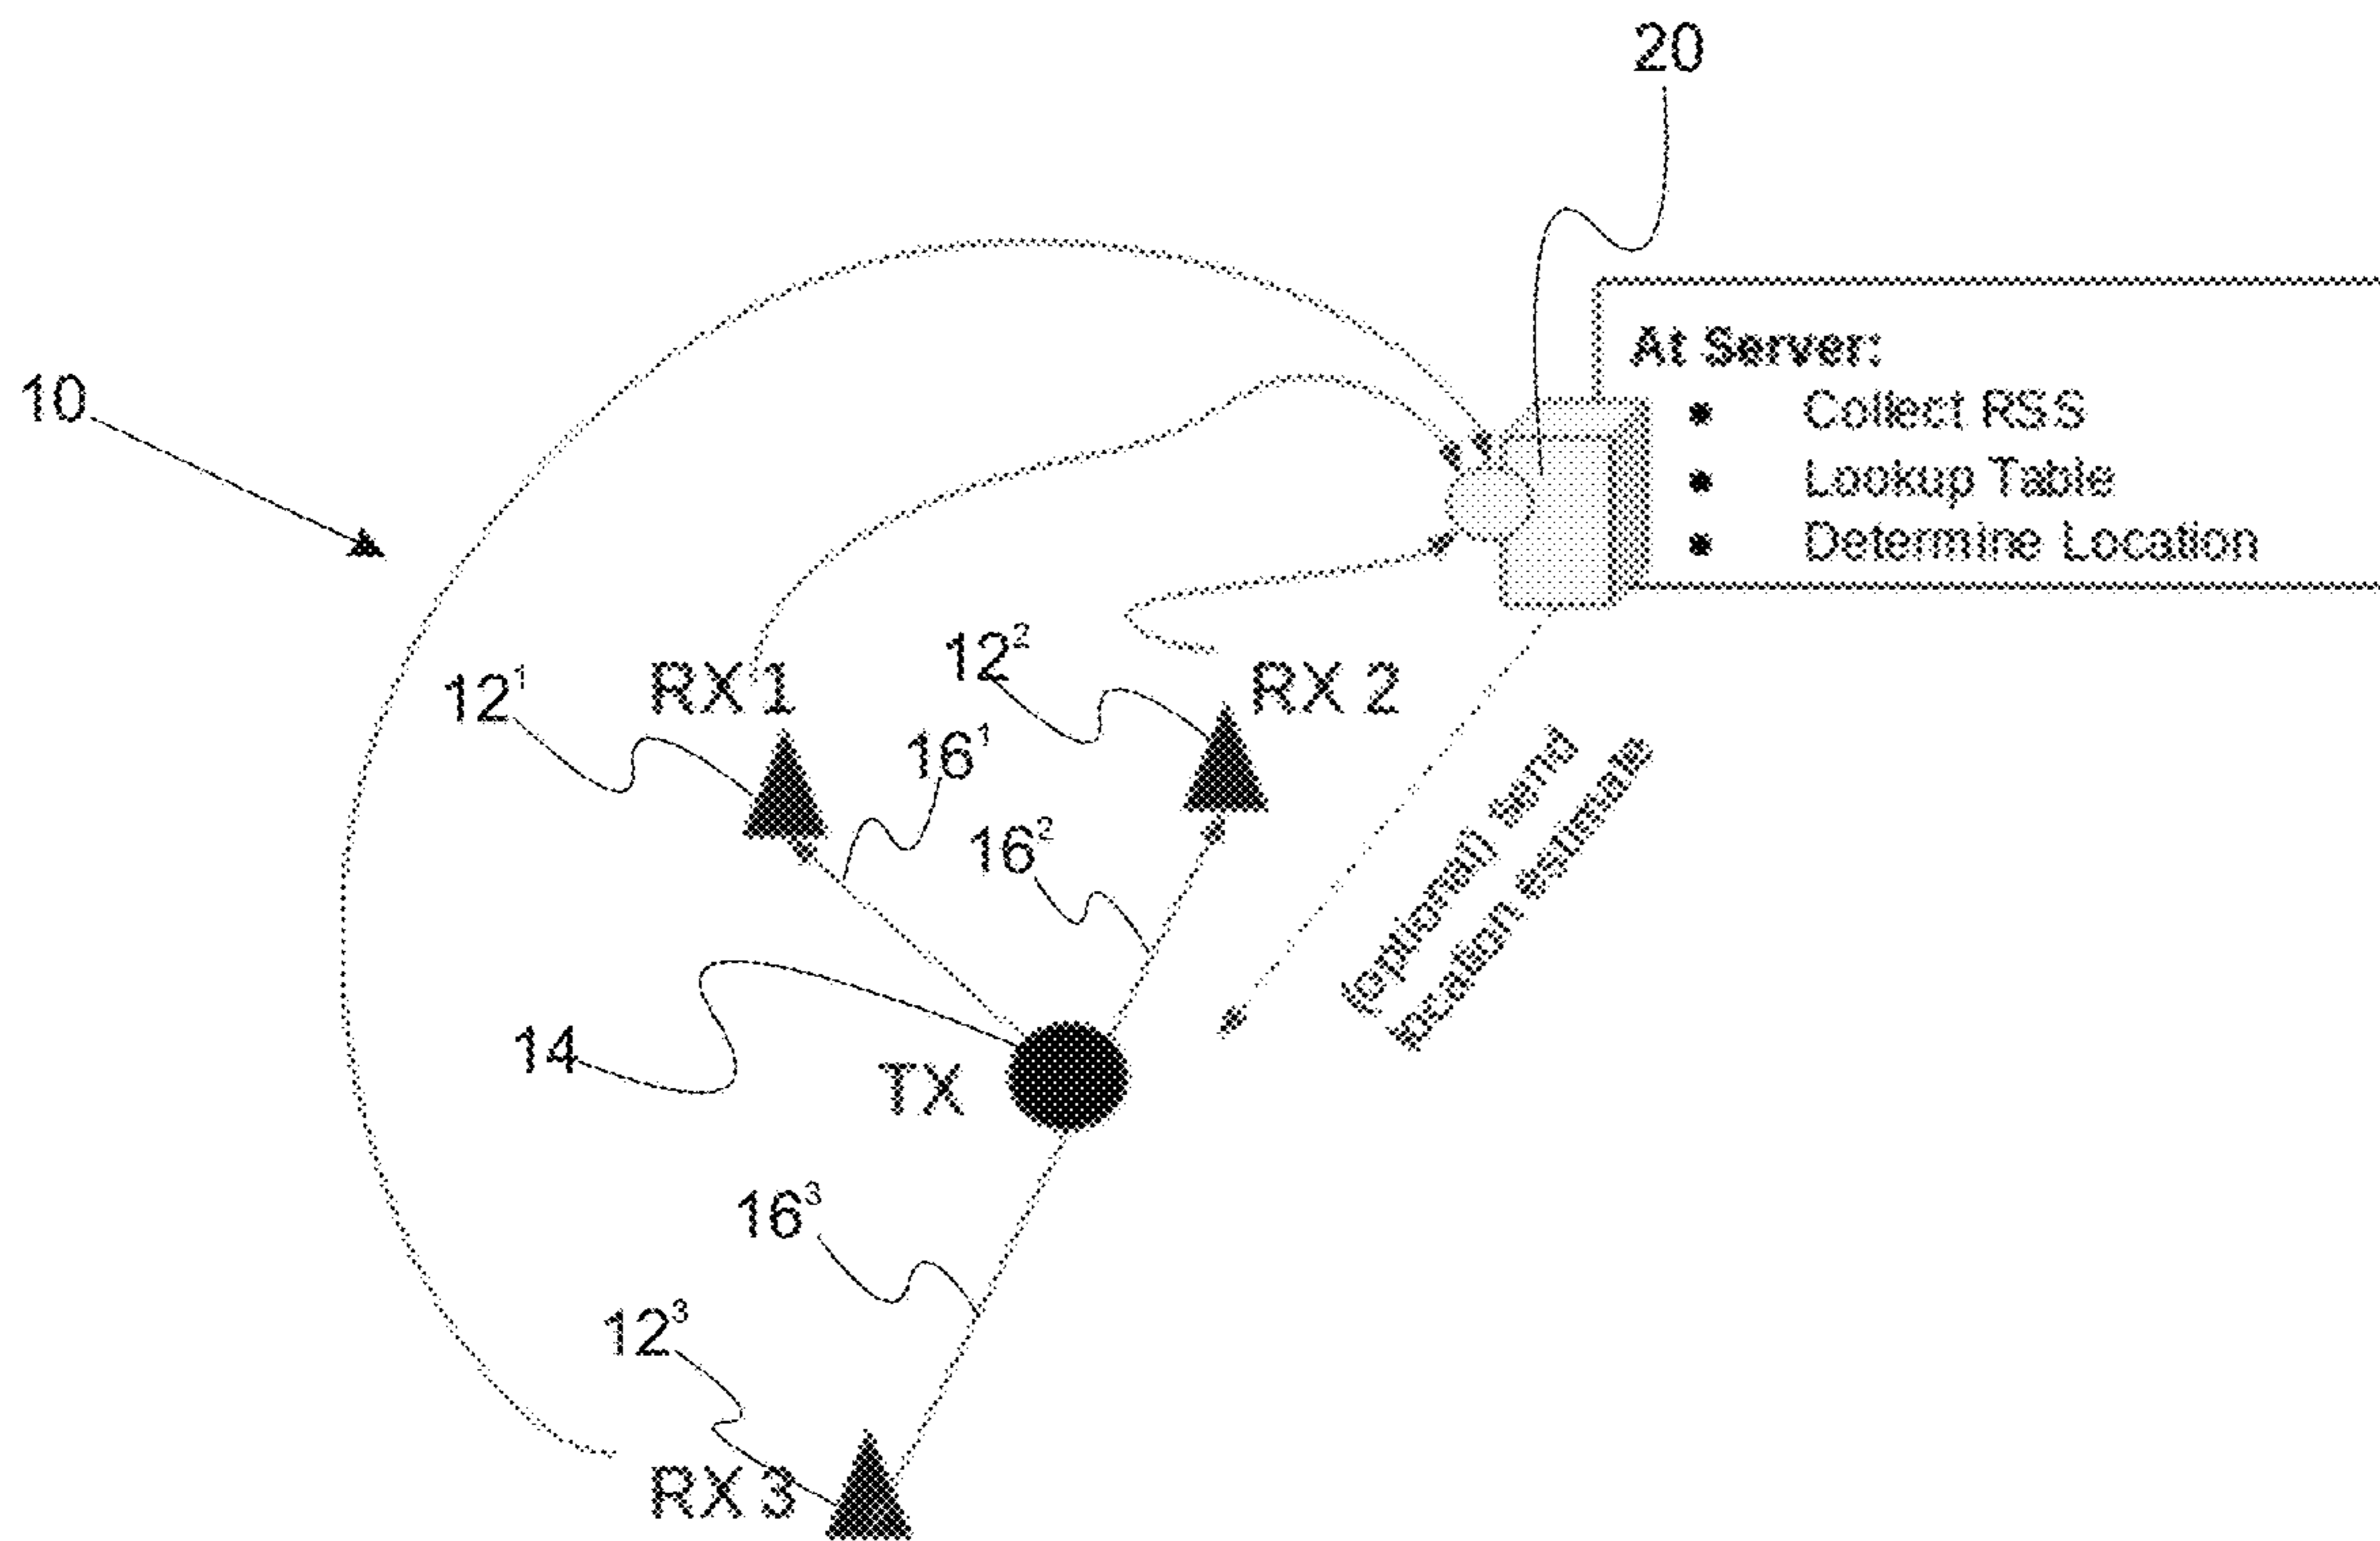 20
10
At Server:
• Collect RSS
• Lookup Table
• Determine Location
12¹
RX 1
12²
RX 2
16¹
16²
(optional) send
location estimate
14
TX
16³
12³
RX 3